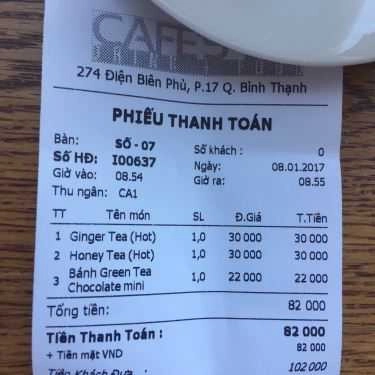 CAFE
274 Điện Biên Phủ, P.17 Q. Bình Thạnh
PHIẾU THANH TOÁN
Bàn: SỐ - 07 Số khách : 0
Số HĐ: I00637 Ngày: 08.01.2017
Giờ vào: 08.54 Giờ ra: 08.55
Thu ngân: CA1
TT Tên món SL Đ.Giá T.Tiền
1 Ginger Tea (Hot) 1,0 30 000 30 000
2 Honey Tea (Hot) 1,0 30 000 30 000
3 Bánh Green Tea Chocolate mini 1,0 22 000 22 000
Tổng tiền: 82 000
Tiền Thanh Toán : 82 000
+ Tiền mặt VND 82 000
Tiền Khách Đưa : 102 000